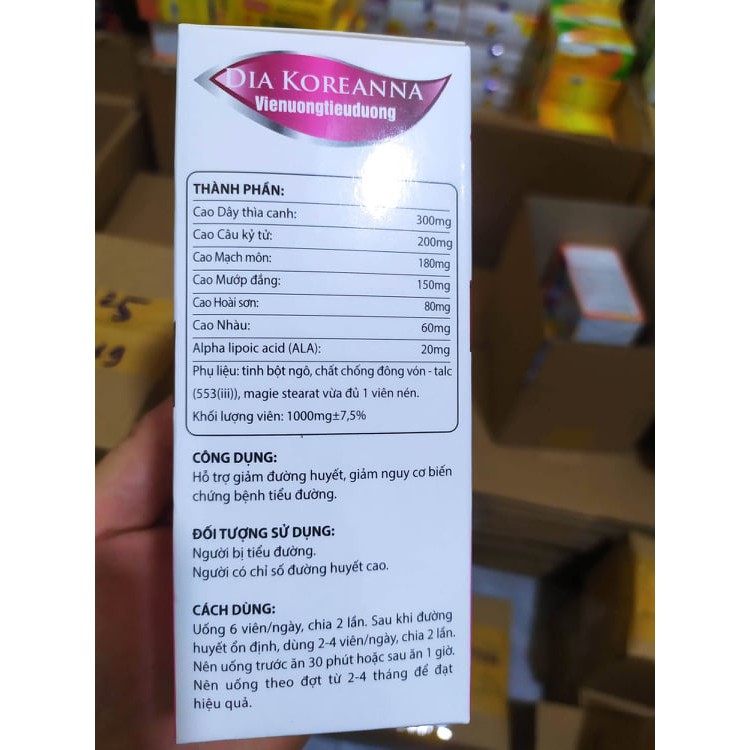 DIA KOREANNA
Vienuongtieuduong
THÀNH PHẦN:
Cao Dây thìa canh: 300mg
Cao Câu kỷ tử: 200mg
Cao Mạch môn: 180mg
Cao Mướp đắng: 150mg
Cao Hoài sơn: 80mg
Cao Nhàu: 60mg
Alpha lipoic acid (ALA): 20mg
Phụ liệu: tinh bột ngô, chất chống đông vón - talc
(553(iii)), magie stearat vừa đủ 1 viên nén.
Khối lượng viên: 1000mg±7,5%
CÔNG DỤNG:
Hỗ trợ giảm đường huyết, giảm nguy cơ biến
chứng bệnh tiểu đường.
ĐỐI TƯỢNG SỬ DỤNG:
Người bị tiểu đường.
Người có chỉ số đường huyết cao.
CÁCH DÙNG:
Uống 6 viên/ngày, chia 2 lần. Sau khi đường
huyết ổn định, dùng 2-4 viên/ngày, chia 2 lần.
Nên uống trước ăn 30 phút hoặc sau ăn 1 giờ.
Nên uống theo đợt từ 2-4 tháng để đạt
hiệu quả.